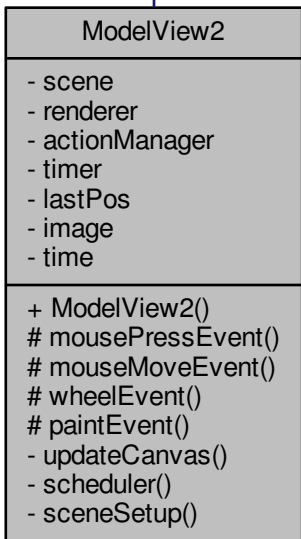 ModelView2
- scene
- renderer
- actionManager
- timer
- lastPos
- image
- time
+ ModelView2()
# mousePressEvent()
# mouseMoveEvent()
# wheelEvent()
# paintEvent()
- updateCanvas()
- scheduler()
- sceneSetup()